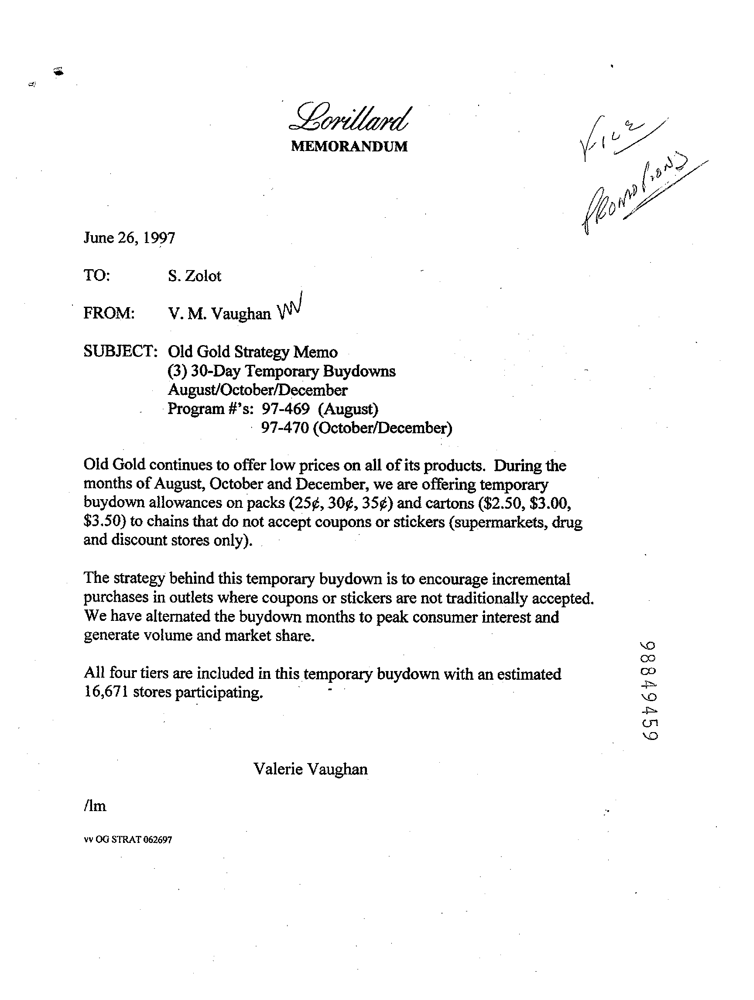 Lorillard
MEMORANDUM
FILE
PROMOTIONS
June 26, 1997
TO: S. Zolot
FROM: V. M. Vaughan VV
SUBJECT: Old Gold Strategy Memo
(3) 30-Day Temporary Buydowns
August/October/December
Program #'s: 97-469 (August)
97-470 (October/December)
Old Gold continues to offer low prices on all of its products. During the
months of August, October and December, we are offering temporary
buydown allowances on packs (25¢, 30¢, 35¢) and cartons ($2.50, $3.00,
$3.50) to chains that do not accept coupons or stickers (supermarkets, drug
and discount stores only).
The strategy behind this temporary buydown is to encourage incremental
purchases in outlets where coupons or stickers are not traditionally accepted.
We have alternated the buydown months to peak consumer interest and
generate volume and market share.
All four tiers are included in this temporary buydown with an estimated
16,671 stores participating.
98849459
Valerie Vaughan
/lm
vv OG STRAT 062697